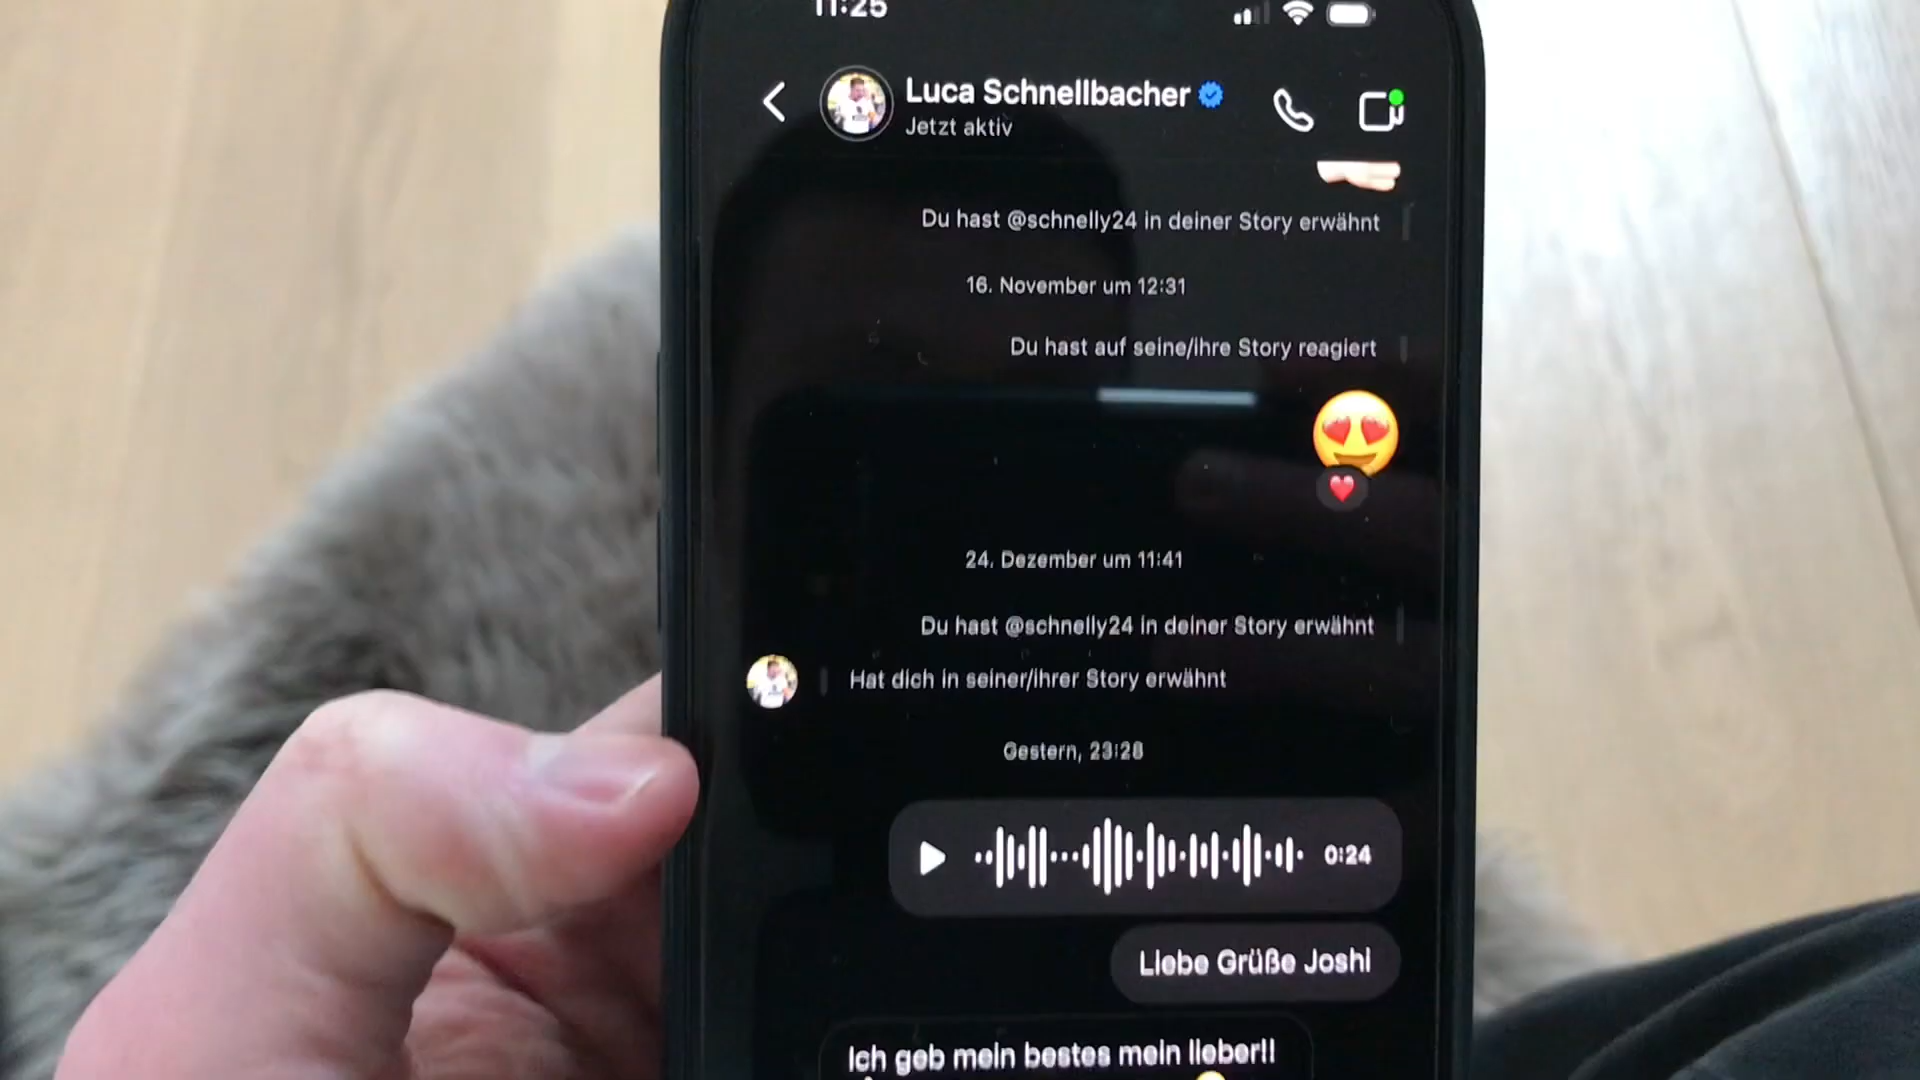 11:25
Luca Schnellbacher
Jetzt aktiv
Du hast @schnelly24 in deiner Story erwähnt
16. November um 12:31
Du hast auf seine/ihre Story reagiert
24. Dezember um 11:41
Du hast @schnelly24 in deiner Story erwähnt
Hat dich in seiner/ihrer Story erwähnt
Gestern, 23:28
0:24
Liebe Grüße Joshi
Ich geb mein bestes mein lieber!!